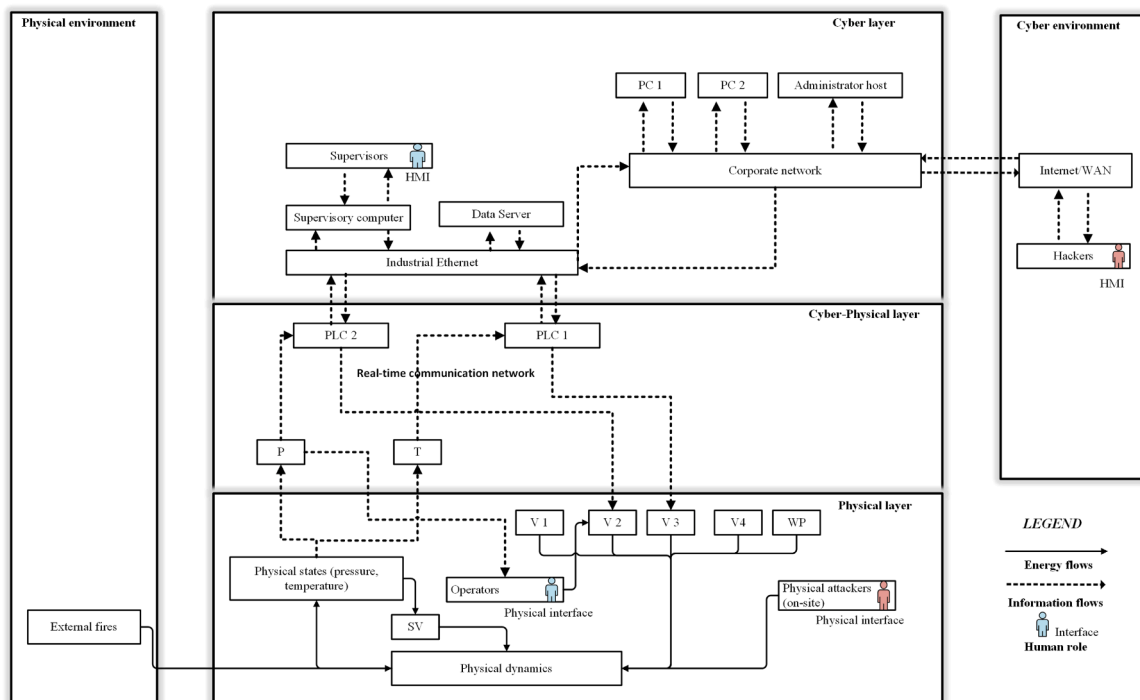 Physical environment
Cyber layer
Cyber environment
PC 1
PC 2
Administrator host
Supervisors
HMI
Corporate network
Internet/WAN
Supervisory computer
Data Server
Industrial Ethernet
Hackers
HMI
Cyber-Physical layer
PLC 2
PLC 1
Real-time communication network
P
T
Physical layer
V 1
V 2
V 3
V4
WP
LEGEND
Energy flows
Information flows
Interface
Human role
Physical states (pressure,
temperature)
Operators
Physical interface
Physical attackers
(on-site)
Physical interface
External fires
SV
Physical dynamics